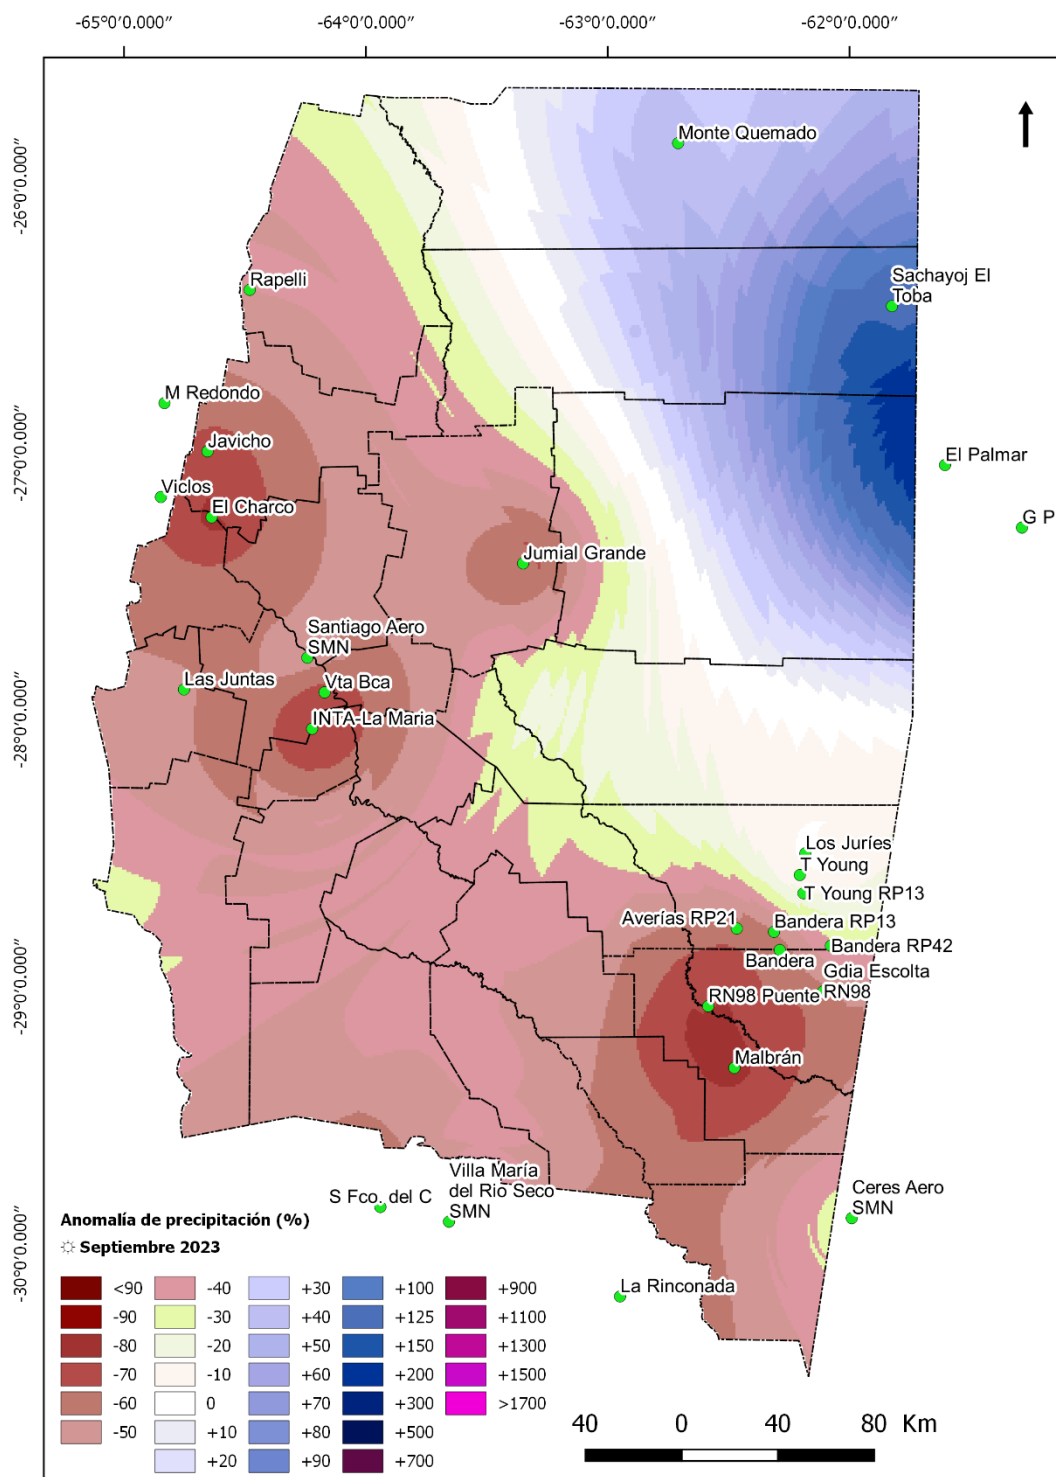 -65°0′0.000″
-64°0′0.000″
-63°0′0.000″
-62°0′0.000″
-26°0′0.000″
-27°0′0.000″
-28°0′0.000″
-29°0′0.000″
-30°0′0.000″
Monte Quemado
Sachayoj El
Toba
Rapelli
M Redondo
Javicho
El Palmar
Viclos
El Charco
G P
Jumial Grande
Santiago Aero
SMN
Las Juntas
Vta Bca
INTA-La Maria
Los Juríes
T Young
T Young RP13
Averías RP21
Bandera RP13
Bandera RP42
Bandera
Gdia Escolta
RN98
RN98 Puente
Malbrán
Villa María
del Rio Seco
SMN
S Fco. del C
Ceres Aero
SMN
La Rinconada
Anomalía de precipitación (%)
Septiembre 2023
<90
-90
-80
-70
-60
-50
-40
-30
-20
-10
0
+10
+20
+30
+40
+50
+60
+70
+80
+90
+100
+125
+150
+200
+300
+500
+700
+900
+1100
+1300
+1500
>1700
40 0 40 80 Km